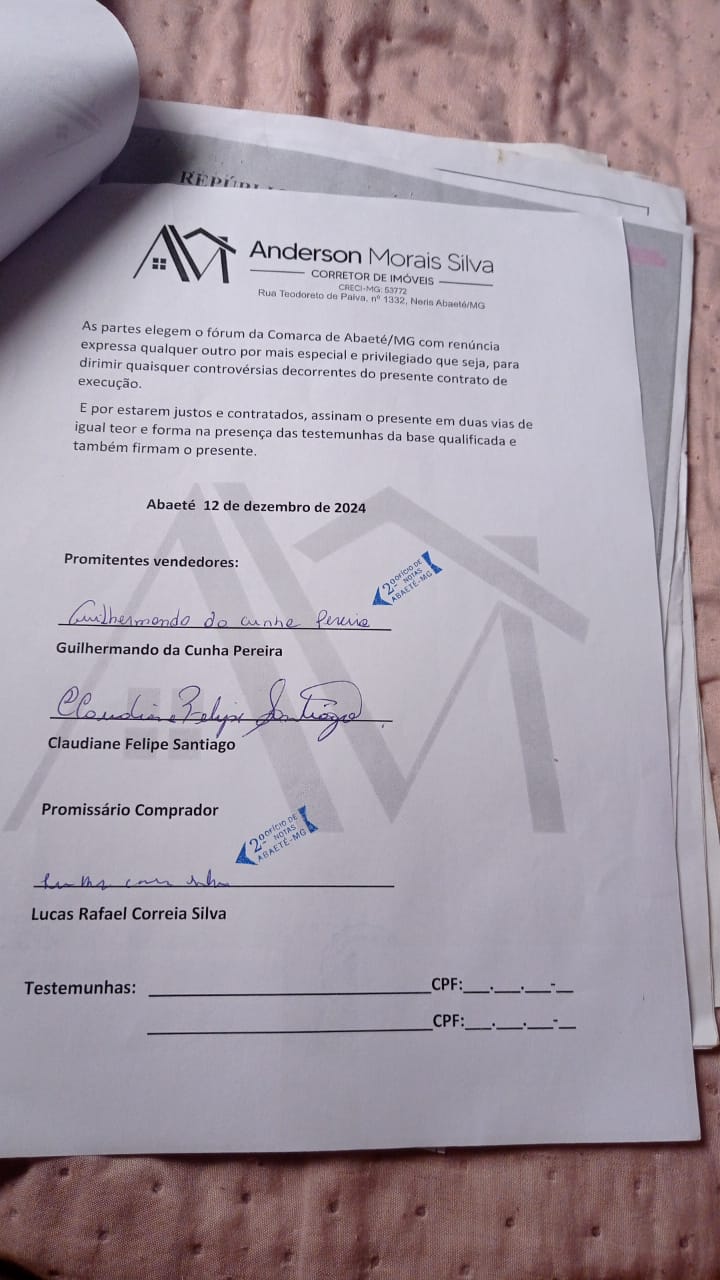 REPÚBLI
Anderson Morais Silva
CORRETOR DE IMÓVEIS
CRECI-MG: 53772
Rua Teodoreto de Paiva, nº 1332, Neris Abaeté/MG
As partes elegem o fórum da Comarca de Abaeté/MG com renúncia
expressa qualquer outro por mais especial e privilegiado que seja, para
dirimir quaisquer controvérsias decorrentes do presente contrato de
execução.
E por estarem justos e contratados, assinam o presente em duas vias de
igual teor e forma na presença das testemunhas da base qualificada e
também firmam o presente.
Abaeté 12 de dezembro de 2024
Promitentes vendedores:
2º OFÍCIO DE
NOTAS
ABAETÉ-MG
Guilhermando da Cunha Pereira
Guilhermando da Cunha Pereira
Claudiane Felipe Santiago
Claudiane Felipe Santiago
Promissário Comprador
2º OFÍCIO DE
NOTAS
ABAETÉ-MG
Lucas Rafael Correia Silva
Testemunhas: ______________________________CPF:___.___.___-__
______________________________CPF:___.___.___-__